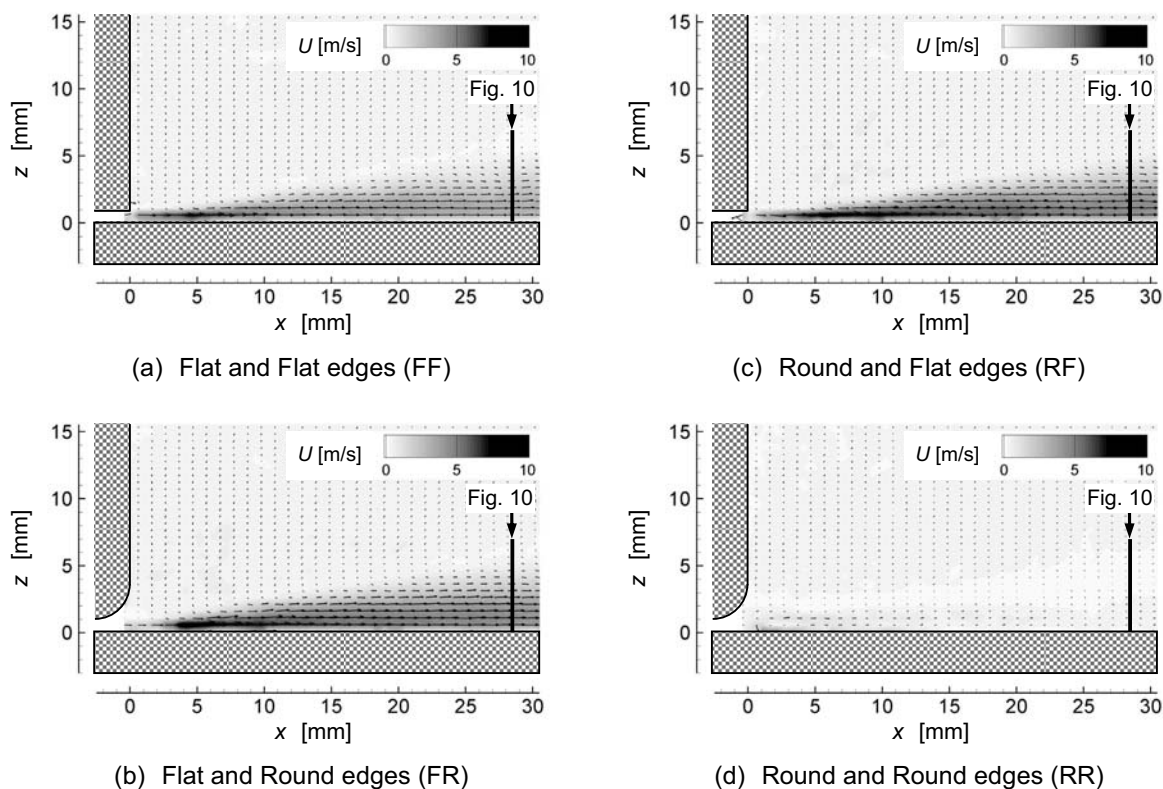 15
10
5
0
z [mm]
U [m/s]
0 5 10
Fig. 10
0 5 10 15 20 25 30
x [mm]
(a) Flat and Flat edges (FF)
15
10
5
0
z [mm]
U [m/s]
0 5 10
Fig. 10
0 5 10 15 20 25 30
x [mm]
(c) Round and Flat edges (RF)
15
10
5
0
z [mm]
U [m/s]
0 5 10
Fig. 10
0 5 10 15 20 25 30
x [mm]
(b) Flat and Round edges (FR)
15
10
5
0
z [mm]
U [m/s]
0 5 10
Fig. 10
0 5 10 15 20 25 30
x [mm]
(d) Round and Round edges (RR)